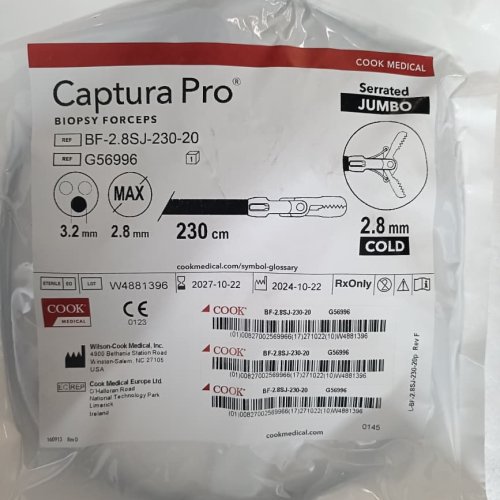 COOK MEDICAL
Captura Pro®
BIOPSY FORCEPS
Serrated
JUMBO
REF BF-2.8SJ-230-20
REF G56996
1
MAX
3.2 mm
2.8 mm
230 cm
2.8 mm
COLD
cookmedical.com/symbol-glossary
STERILE EO
LOT W4881396
2027-10-22
2024-10-22
RxOnly
COOK
MEDICAL
CE
0123
COOK BF-2.8SJ-230-20 G56996
(01)00827002569966(17)271022(10)W4881396
Wilson-Cook Medical, Inc.
4900 Bethania Station Road
Winston-Salem, NC 27105
USA
COOK BF-2.8SJ-230-20 G56996
(01)00827002569966(17)271022(10)W4881396
EC REP Cook Medical Europe Ltd.
O'Halloran Road
National Technology Park
Limerick
Ireland
COOK BF-2.8SJ-230-20 G56996
(01)00827002569966(17)271022(10)W4881396
L-BF-2.8SJ-230-20p Rev F
0145
cookmedical.com